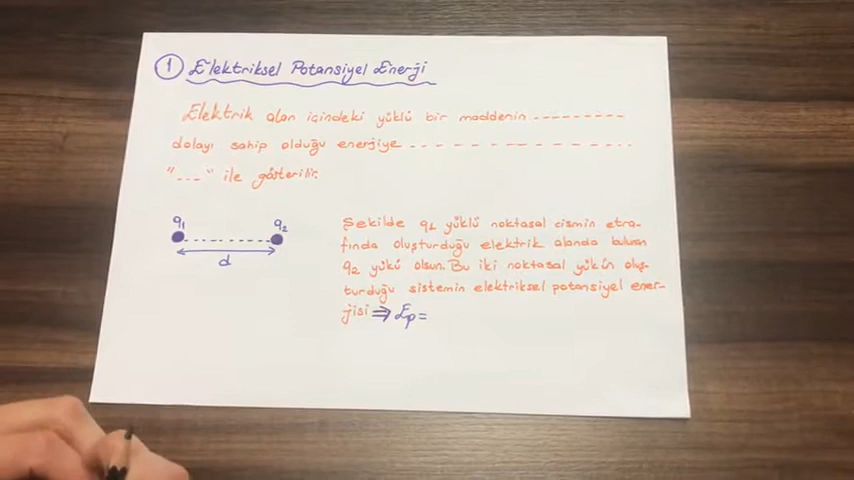 1 Elektriksel Potansiyel Enerji
Elektrik alan içindeki yüklü bir maddenin ---------
dolayı sahip olduğu enerjiye --------------
"---" ile gösterilir.
q1 q2
d
Şekilde q1 yüklü noktasal cismin etra-
fında oluşturduğu elektrik alanda bulunan
q2 yükü olsun. Bu iki noktasal yükün oluş-
turduğu sistemin elektriksel potansiyel ener-
jisi ⇒ Ep=